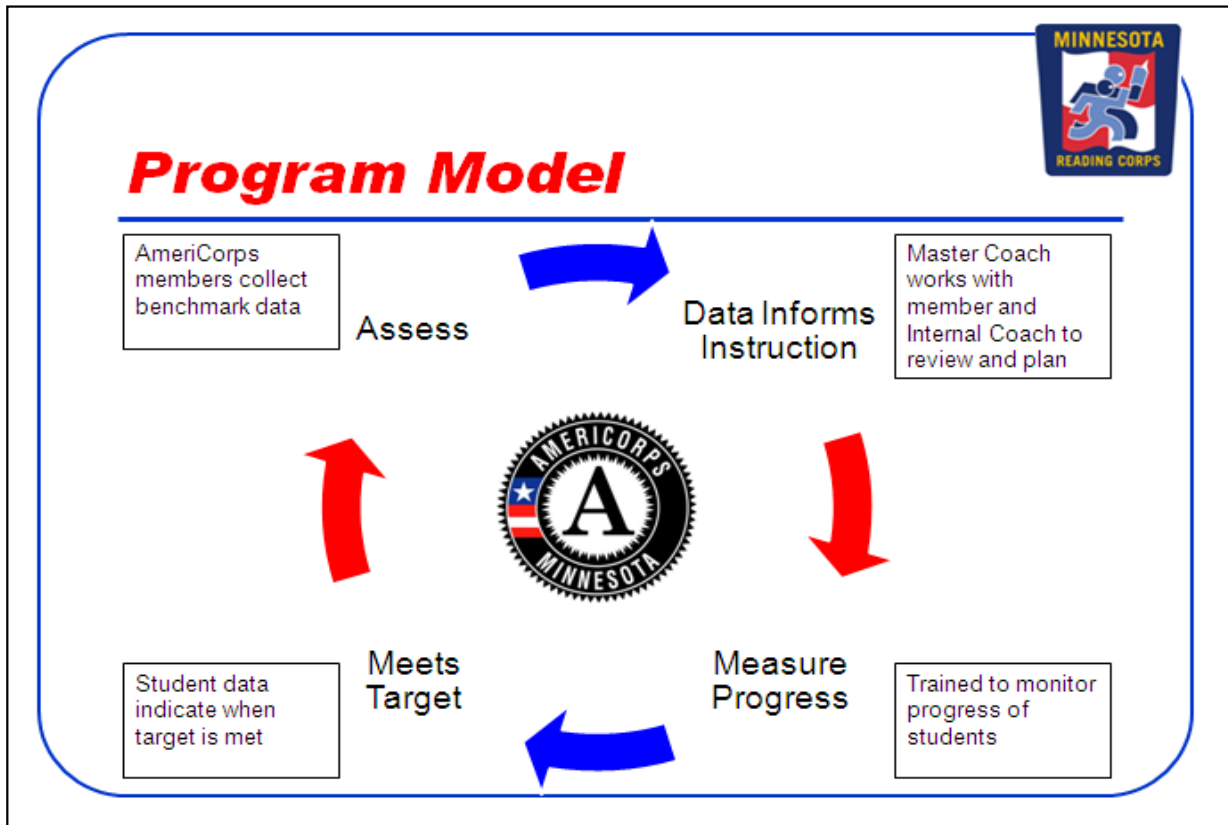 MINNESOTA
READING CORPS
Program Model
AmeriCorps
members collect
benchmark data
Assess
Data Informs
Instruction
Master Coach
works with
member and
Internal Coach to
review and plan
AMERICORPS
A
MINNESOTA
Student data
indicate when
target is met
Meets
Target
Measure
Progress
Trained to monitor
progress of
students